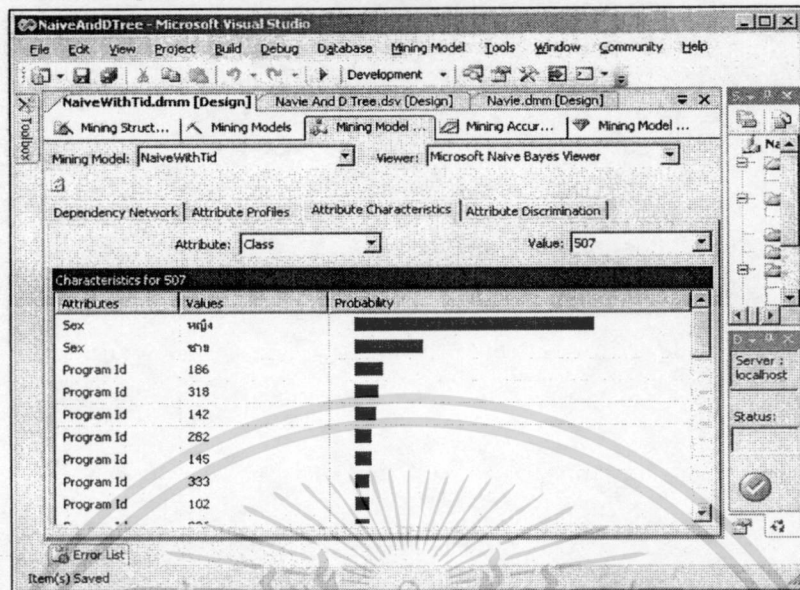 NaiveAndDTree - Microsoft Visual Studio
File Edit View Project Build Debug Database Mining Model Tools Window Community Help
Development
NaiveWithTid.dmm [Design] Navie And D Tree.dsv [Design] Navie.dmm [Design]
Toolbox
Mining Struct... Mining Models Mining Model ... Mining Accur... Mining Model ...
Mining Model: NaiveWithTid Viewer: Microsoft Naive Bayes Viewer
Dependency Network Attribute Profiles Attribute Characteristics Attribute Discrimination
Attribute: Class Value: 507
Characteristics for 507
Attributes Values Probability
Sex หญิง
Sex ชาย
Program Id 186
Program Id 318
Program Id 142
Program Id 282
Program Id 145
Program Id 333
Program Id 102
Server :
localhost
Status:
Error List
Item(s) Saved